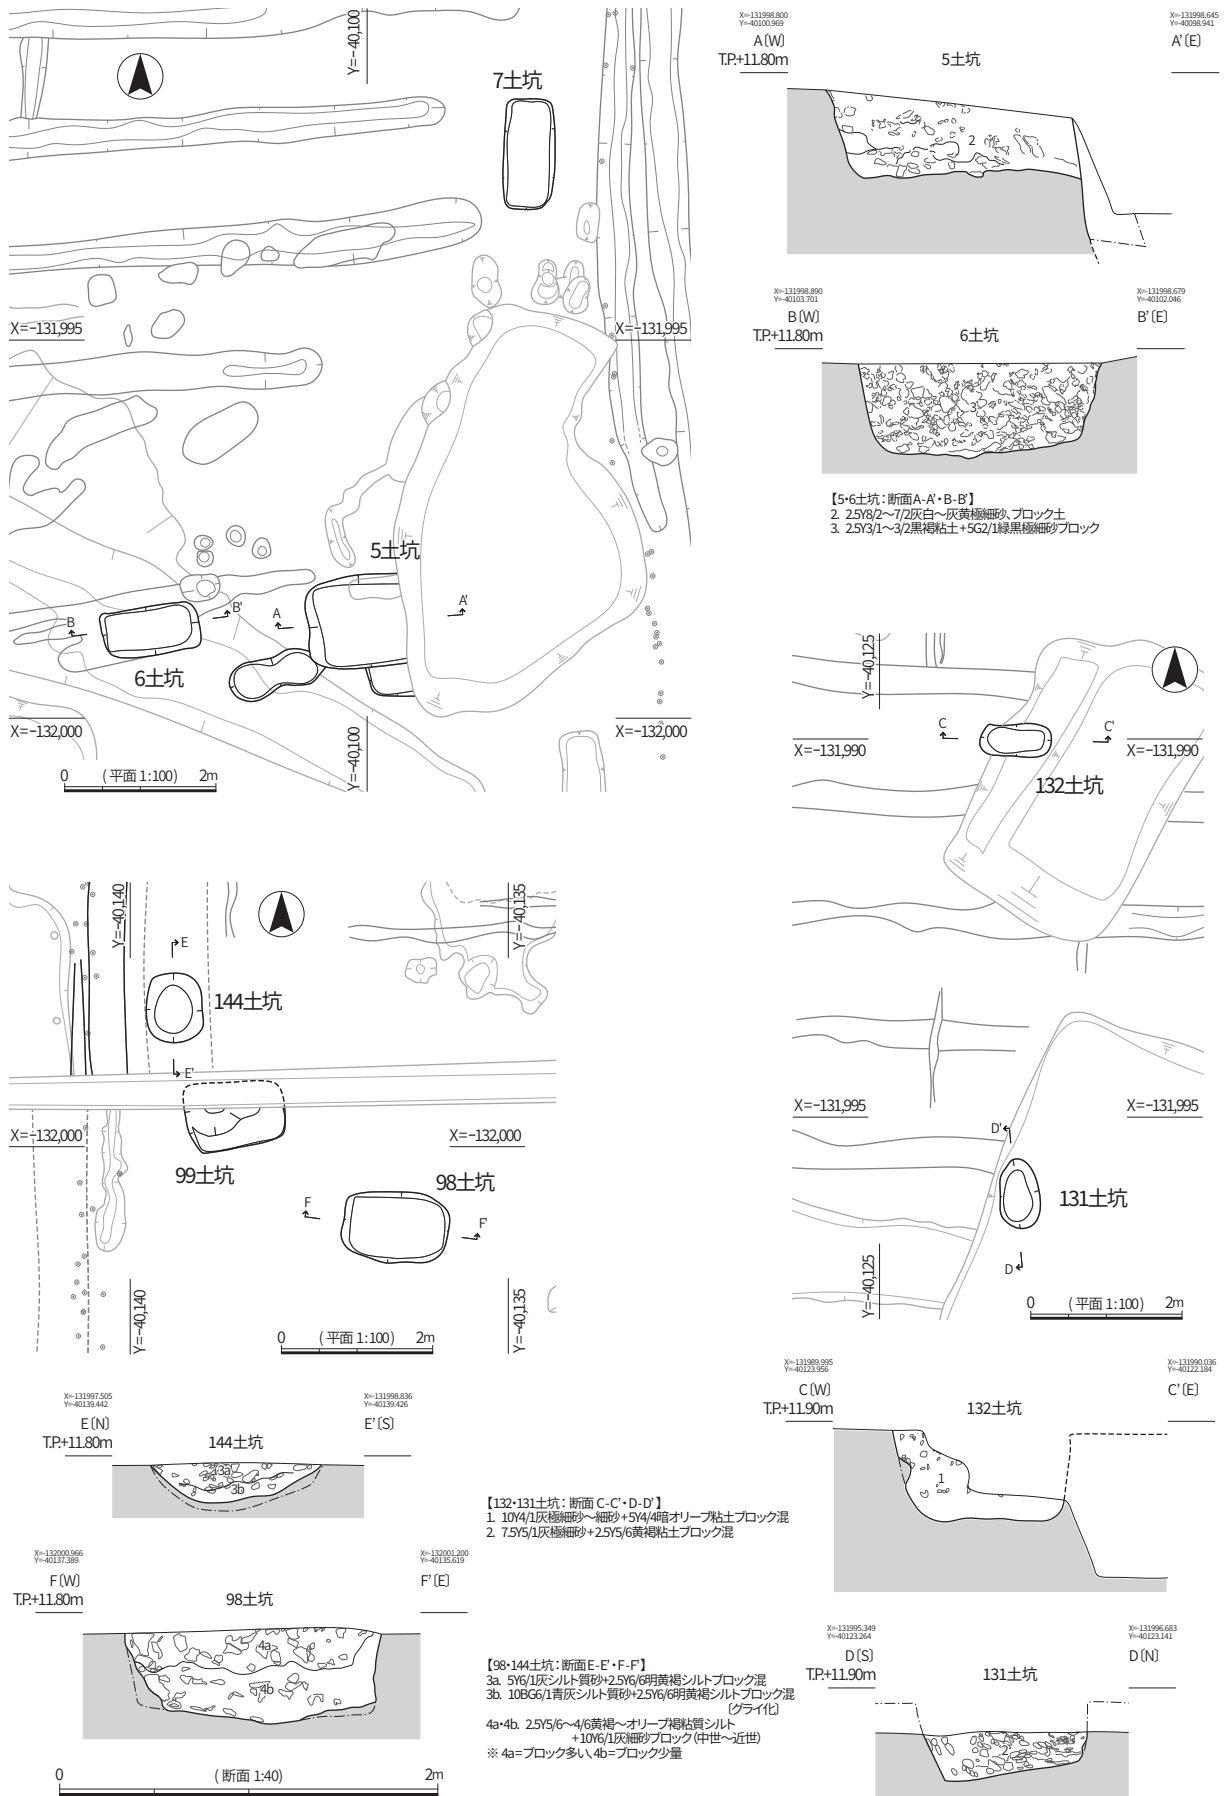 Y=−40,100
7土坑
X=−131,995
X=−131,995
5土坑
B
B'
A
A'
6土坑
X=−132,000
X=−132,000
Y=−40,100
0 (平面 1:100) 2m
X=-131998.800
Y=-40100.969
A〔W〕
T.P.+11.80m
5土坑
X=-131998.645
Y=-40098.941
A'〔E〕
2
X=-131998.890
Y=-40103.701
B〔W〕
T.P.+11.80m
6土坑
X=-131998.679
Y=-40102.046
B'〔E〕
3
【5・6土坑：断面A-A'・B-B'】
2. 2.5Y8/2～7/2灰白～灰黄極細砂、ブロック土
3. 2.5Y3/1～3/2黒褐粘土+5G2/1緑黒極細砂ブロック
Y=−40,125
C
C'
X=−131,990
X=−131,990
132土坑
X=−131,995
X=−131,995
D'
131土坑
D
Y=−40,125
0 (平面 1:100) 2m
Y=−40,140
Y=−40,135
E
144土坑
E'
X=−132,000
X=−132,000
99土坑
98土坑
F
F'
Y=−40,140
Y=−40,135
0 (平面 1:100) 2m
X=-131997.505
Y=-40139.442
E〔N〕
T.P.+11.80m
144土坑
X=-131998.836
Y=-40139.426
E'〔S〕
3a
3b
X=-132000.966
Y=-40137.389
F〔W〕
T.P.+11.80m
98土坑
X=-132001.200
Y=-40135.619
F'〔E〕
4a
4b
0 (断面 1:40) 2m
【132・131土坑：断面 C-C'・D-D'】
1. 10Y4/1灰極細砂～細砂+5Y4/4暗オリーブ粘土ブロック混
2. 7.5Y5/1灰極細砂+2.5Y5/6黄褐粘土ブロック混
【98・144土坑：断面E-E'・F-F'】
3a. 5Y6/1灰シルト質砂+2.5Y6/6明黄褐シルトブロック混
3b. 10BG6/1青灰シルト質砂+2.5Y6/6明黄褐シルトブロック混
〔グライ化〕
4a・4b. 2.5Y5/6～4/6黄褐～オリーブ褐粘質シルト
+10Y6/1灰細砂ブロック（中世～近世）
※ 4a=ブロック多い、4b=ブロック少量
X=-131989.995
Y=-40123.956
C〔W〕
T.P.+11.90m
132土坑
X=-131990.036
Y=-40122.184
C'〔E〕
1
X=-131995.349
Y=-40123.264
D〔S〕
T.P.+11.90m
131土坑
X=-131996.683
Y=-40123.141
D〔N〕
2